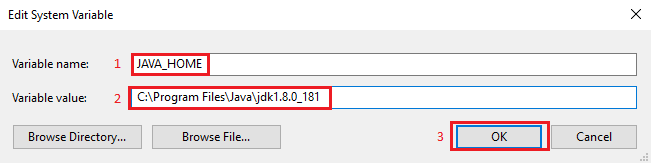 Edit System Variable
Variable name: 1 JAVA_HOME
Variable value: 2 C:\Program Files\Java\jdk1.8.0_181
Browse Directory... Browse File... 3 OK Cancel